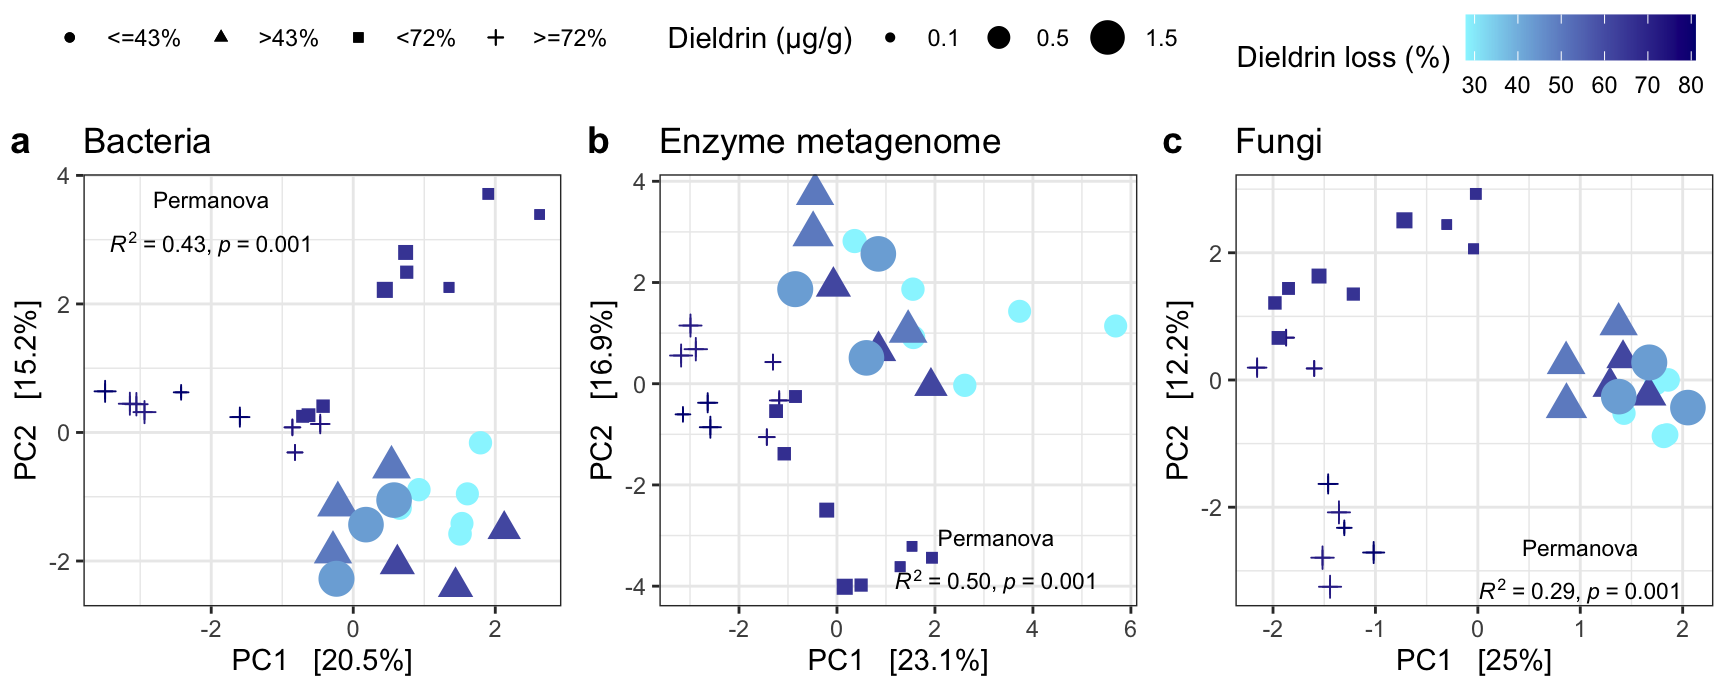 <=43% >43% <72% >=72% Dieldrin (µg/g) 0.1 0.5 1.5 Dieldrin loss (%)
30 40 50 60 70 80
a Bacteria b Enzyme metagenome c Fungi
Permanova
R² = 0.43, p = 0.001
4
2
0
-2
PC2 [15.2%]
-2 0 2
PC1 [20.5%]
4
2
0
-2
-4
PC2 [16.9%]
Permanova
R² = 0.50, p = 0.001
-2 0 2 4 6
PC1 [23.1%]
2
0
-2
PC2 [12.2%]
Permanova
R² = 0.29, p = 0.001
-2 -1 0 1 2
PC1 [25%]